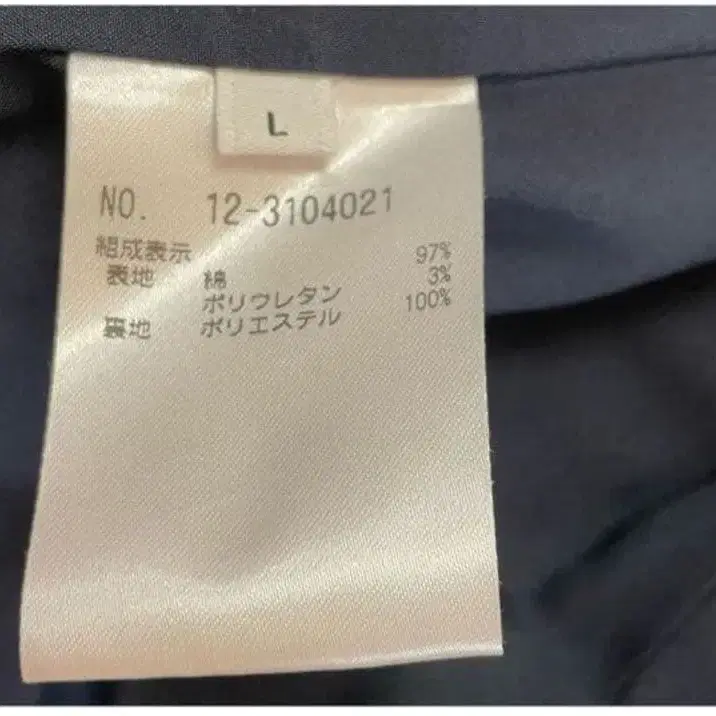 L
NO. 12-3104021
組成表示
表地 綿 97%
ポリウレタン 3%
裏地 ポリエステル 100%